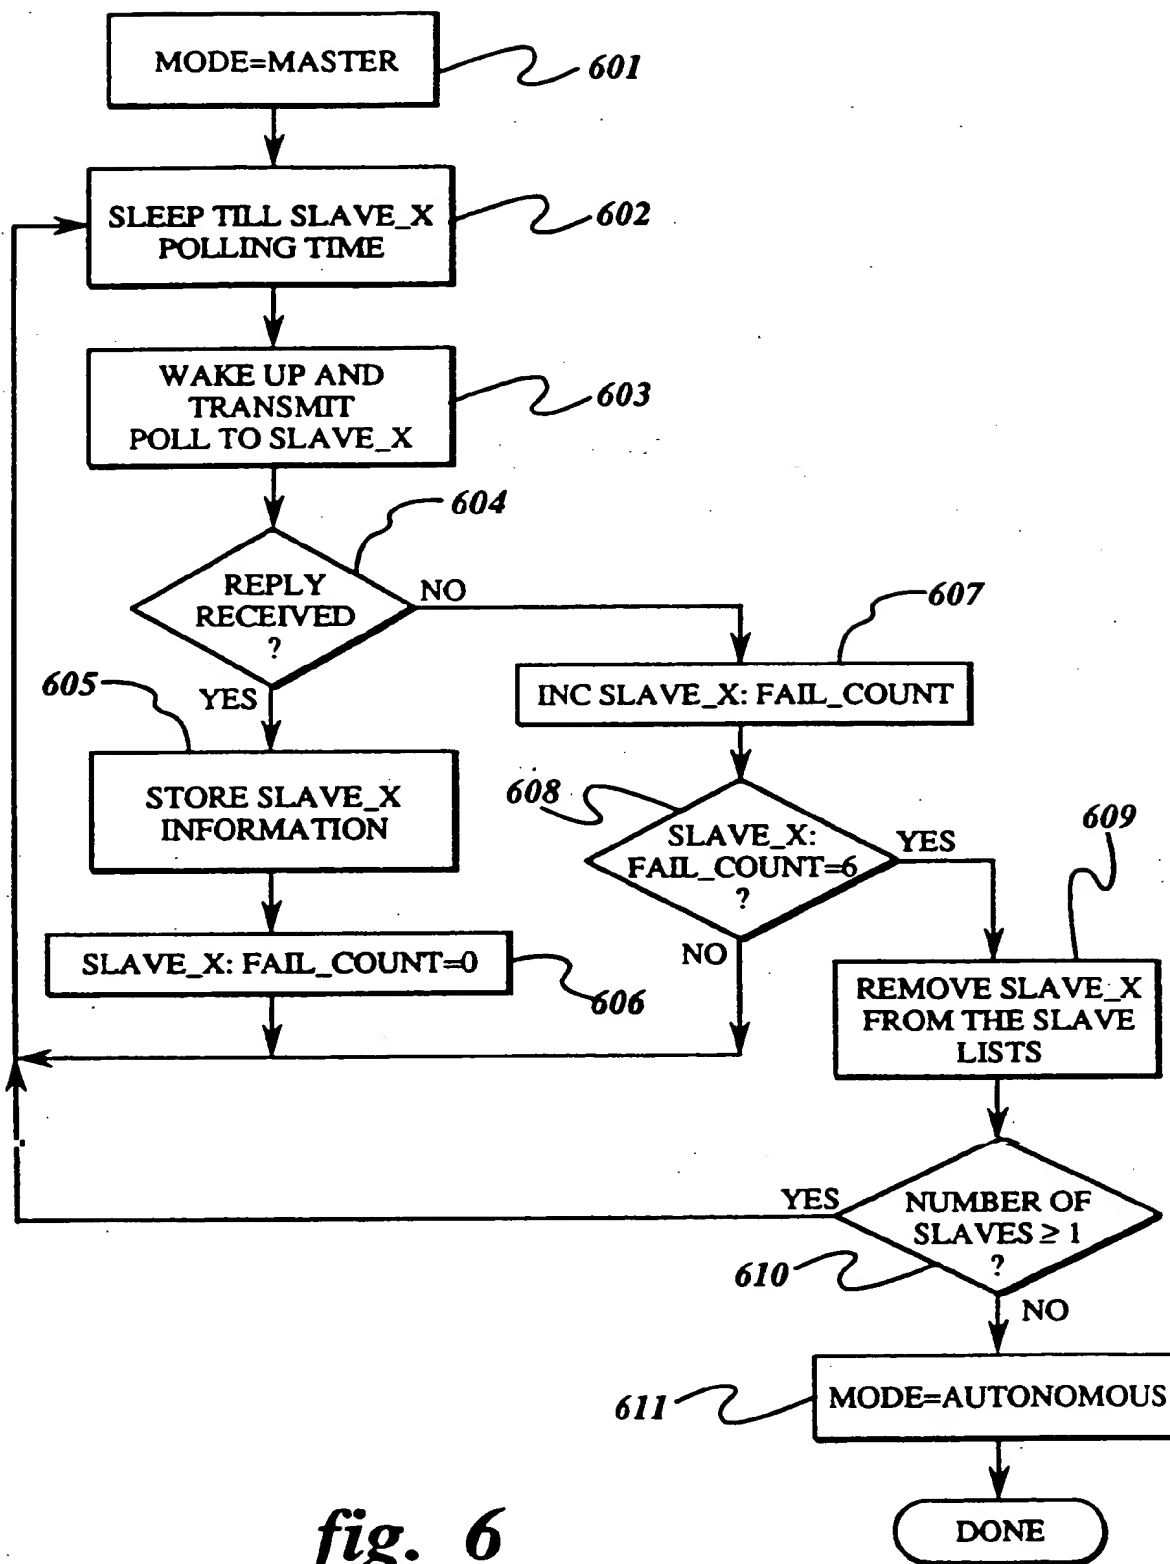 MODE=MASTER
601
SLEEP TILL SLAVE_X
POLLING TIME
602
WAKE UP AND
TRANSMIT
POLL TO SLAVE_X
603
604
REPLY
RECEIVED
?
NO
YES
605
STORE SLAVE_X
INFORMATION
SLAVE_X: FAIL_COUNT=0
606
607
INC SLAVE_X: FAIL_COUNT
608
SLAVE_X:
FAIL_COUNT=6
?
YES
NO
609
REMOVE SLAVE_X
FROM THE SLAVE
LISTS
YES
NUMBER OF
SLAVES ≥ 1
?
610
NO
611
MODE=AUTONOMOUS
DONE
fig. 6